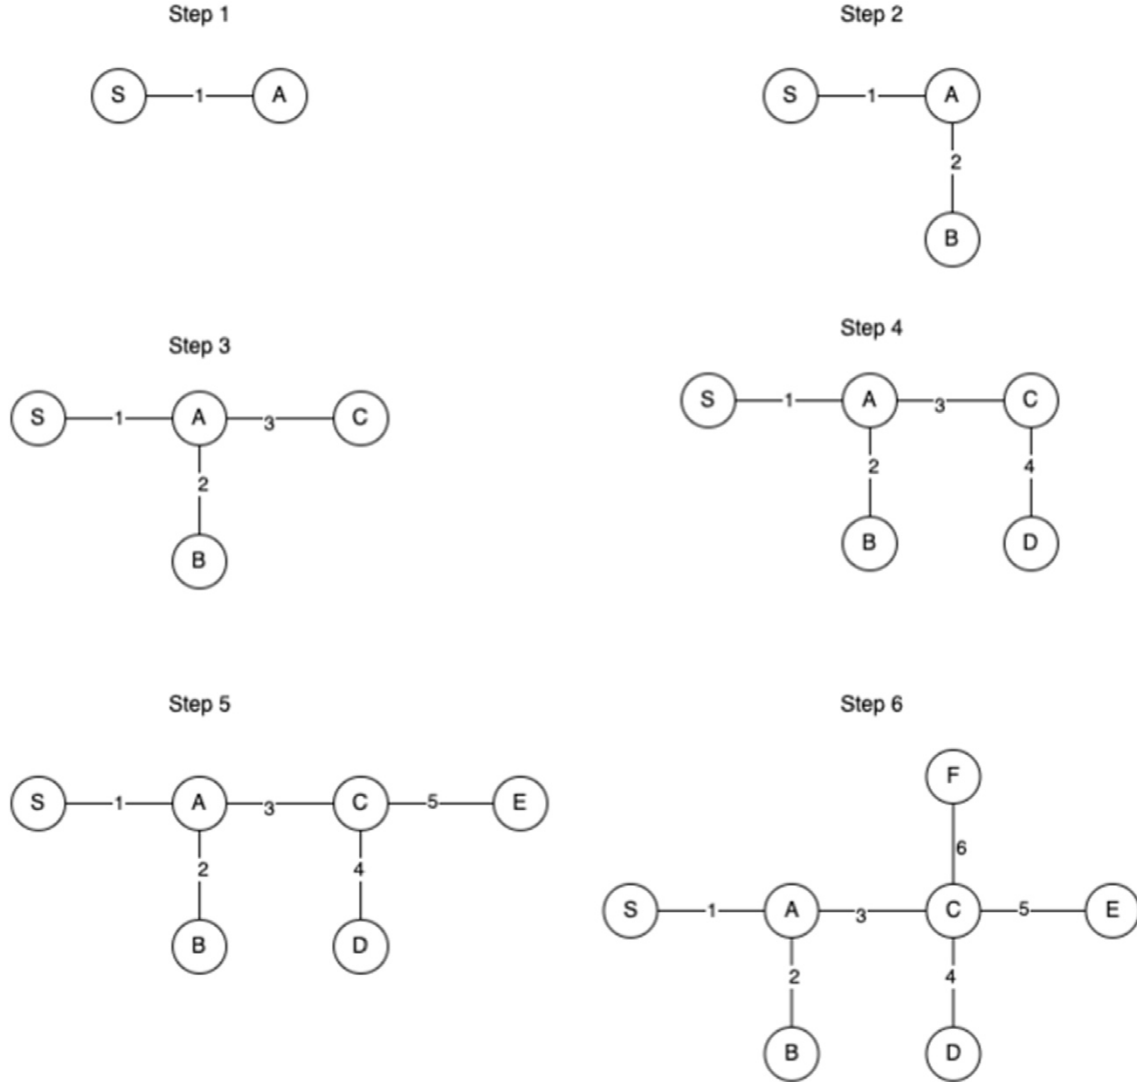 Step 1
S 1 A
Step 2
S 1 A
2
B
Step 3
S 1 A 3 C
2
B
Step 4
S 1 A 3 C
2 4
B D
Step 5
S 1 A 3 C 5 E
2 4
B D
Step 6
F
6
S 1 A 3 C 5 E
2 4
B D